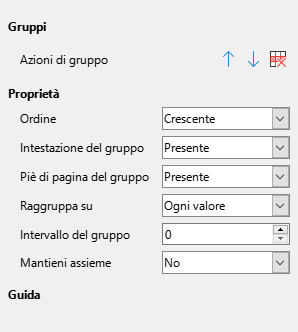 Gruppi
Azioni di gruppo
Proprietà
Ordine Crescente
Intestazione del gruppo Presente
Piè di pagina del gruppo Presente
Raggruppa su Ogni valore
Intervallo del gruppo 0
Mantieni assieme No
Guida